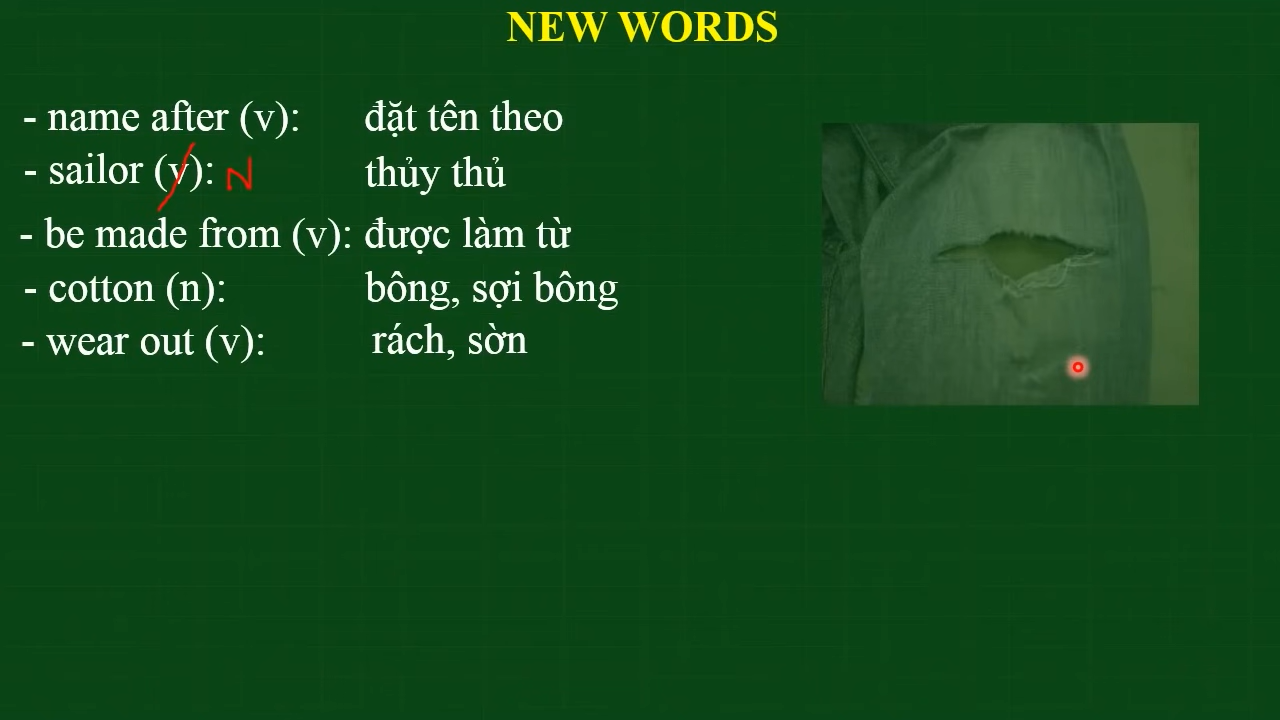 NEW WORDS
- name after (v): đặt tên theo
- sailor (v): N thủy thủ
- be made from (v): được làm từ
- cotton (n): bông, sợi bông
- wear out (v): rách, sờn